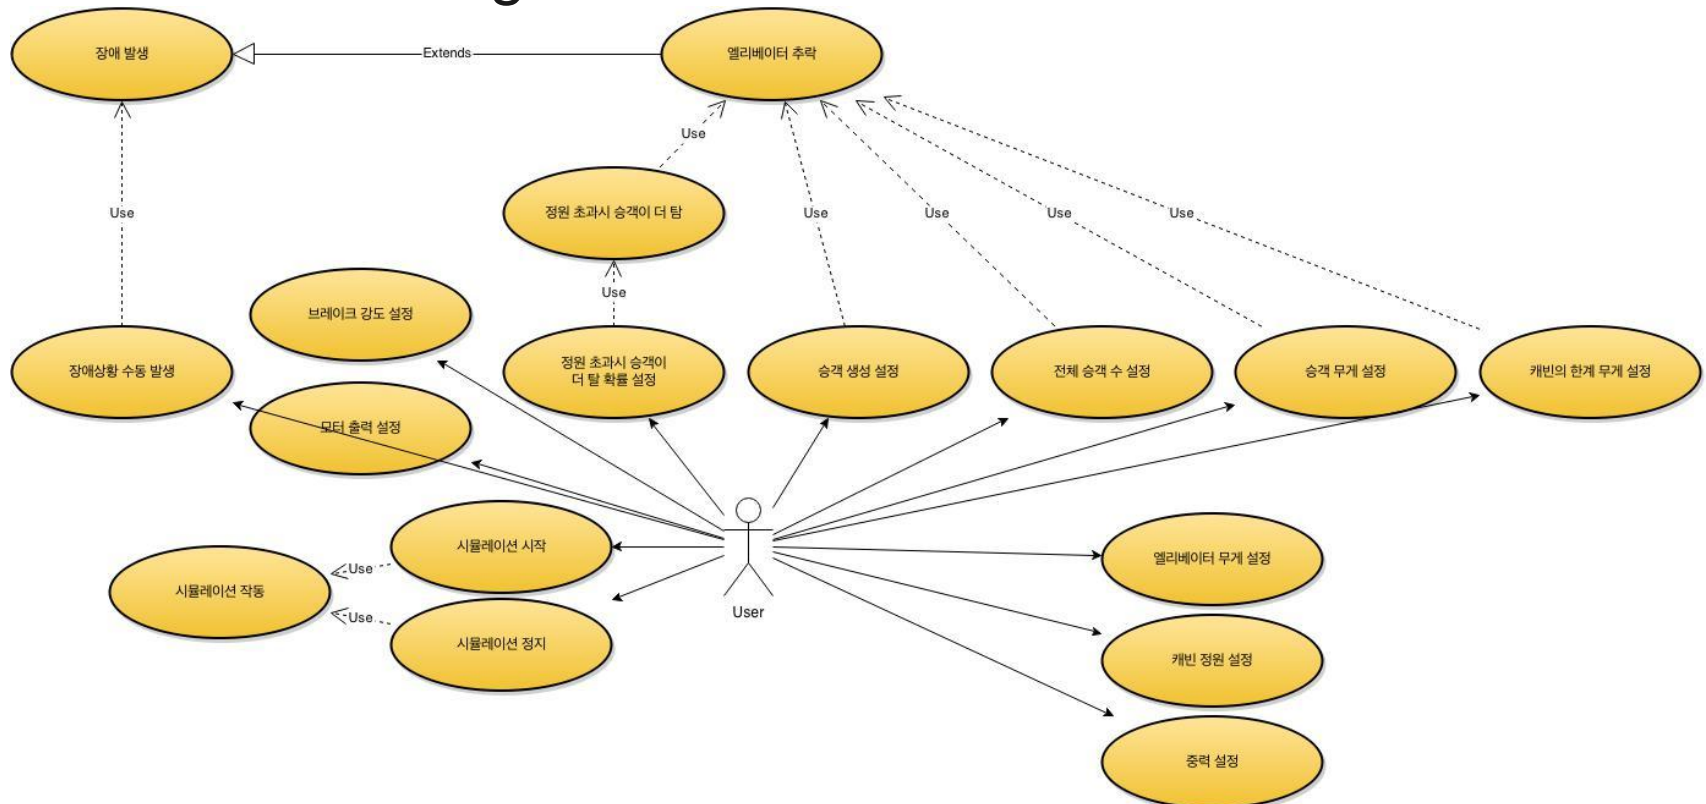 g
장애 발생
Extends
엘리베이터 추락
Use
정원 초과시 승객이 더 탐
Use
Use
Use
Use
Use
Use
브레이크 강도 설정
장애상황 수동 발생
정원 초과시 승객이
더 탈 확률 설정
승객 생성 설정
전체 승객 수 설정
승객 무게 설정
캐빈의 한계 무게 설정
모터 출력 설정
시뮬레이션 시작
엘리베이터 무게 설정
Use
시뮬레이션 작동
Use
User
시뮬레이션 정지
캐빈 정원 설정
중력 설정